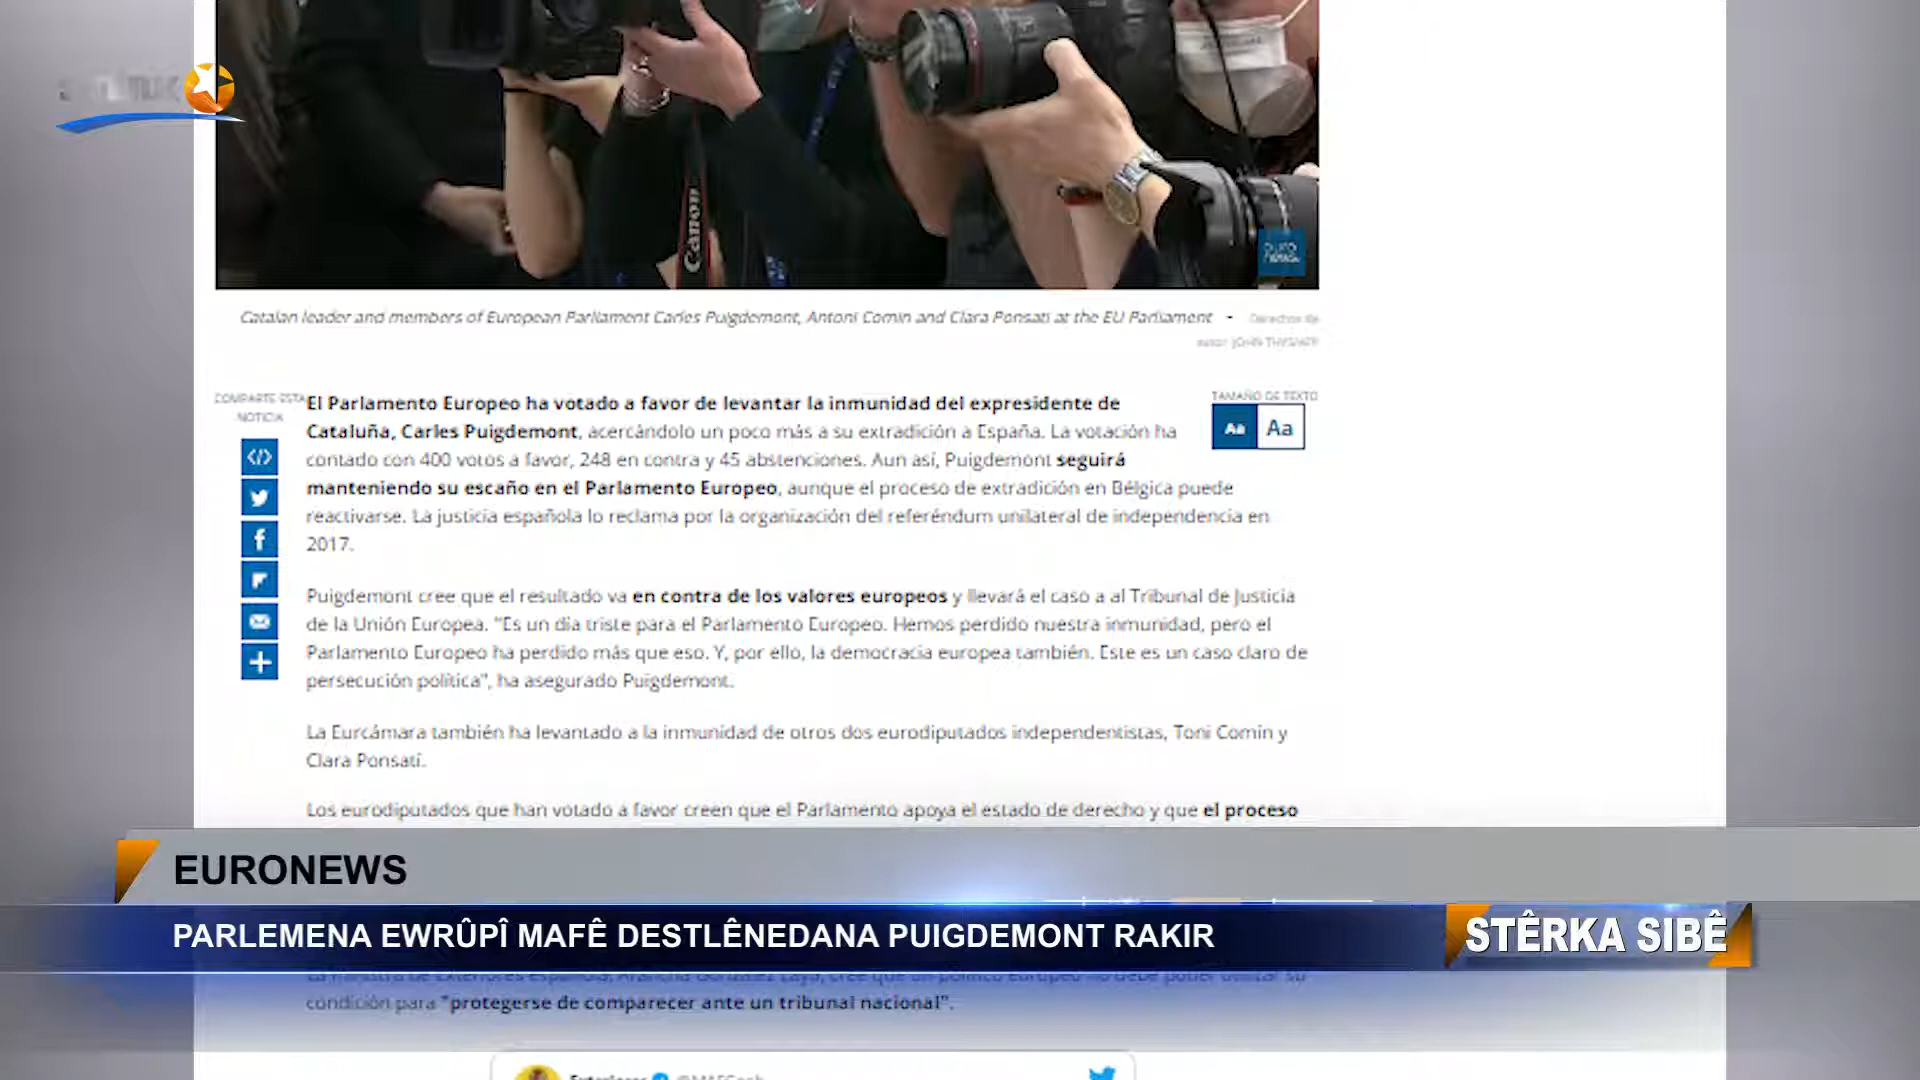 Canon
Catalan leader and members of European Parliament Carles Puigdemont, Antoni Comin and Clara Ponsati at the EU Parliament -
COMPARTE ESTA
NOTICIA
TAMAÑO DE TEXTO
Aa Aa
El Parlamento Europeo ha votado a favor de levantar la inmunidad del expresidente de
Cataluña, Carles Puigdemont, acercándolo un poco más a su extradición a España. La votación ha
contado con 400 votos a favor, 248 en contra y 45 abstenciones. Aun así, Puigdemont seguirá
manteniendo su escaño en el Parlamento Europeo, aunque el proceso de extradición en Bélgica puede
reactivarse. La justicia española lo reclama por la organización del referéndum unilateral de independencia en
2017.
Puigdemont cree que el resultado va en contra de los valores europeos y llevará el caso a al Tribunal de Justicia
de la Unión Europea. "Es un día triste para el Parlamento Europeo. Hemos perdido nuestra inmunidad, pero el
Parlamento Europeo ha perdido más que eso. Y, por ello, la democracia europea también. Este es un caso claro de
persecución política", ha asegurado Puigdemont.
La Eurcámara también ha levantado a la inmunidad de otros dos eurodiputados independentistas, Toni Comín y
Clara Ponsatí.
Los eurodiputados que han votado a favor creen que el Parlamento apoya el estado de derecho y que el proceso
EURONEWS
PARLEMENA EWRÛPÎ MAFÊ DESTLÊNEDANA PUIGDEMONT RAKIR
STÊRKA SIBÊ
condición para "protegerse de comparecer ante un tribunal nacional".